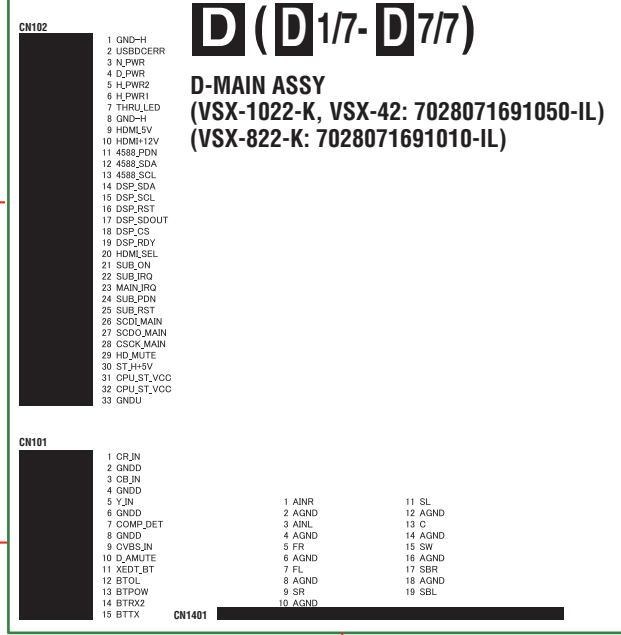 D ( D 1/7- D 7/7)
D-MAIN ASSY
(VSX-1022-K, VSX-42: 7028071691050-IL)
(VSX-822-K: 7028071691010-IL)
CN102
1 GND-H
2 USBDCERR
3 N_PWR
4 D_PWR
5 H_PWR2
6 H_PWR1
7 THRU_LED
8 GND-H
9 HDMI_5V
10 HDMI+12V
11 4588_PDN
12 4588_SDA
13 4588_SCL
14 DSP_SDA
15 DSP_SCL
16 DSP_RST
17 DSP_SDOUT
18 DSP_CS
19 DSP_RDY
20 HDMI_SEL
21 SUB_ON
22 SUB_IRQ
23 MAIN_IRQ
24 SUB_PDN
25 SUB_RST
26 SCDI_MAIN
27 SCDO_MAIN
28 CSCK_MAIN
29 HD_MUTE
30 ST_H+5V
31 CPU_ST_VCC
32 CPU_ST_VCC
33 GNDU
CN101
1 CR_IN
2 GNDD
3 CB_IN
4 GNDD
5 Y_IN
6 GNDD
7 COMP_DET
8 GNDD
9 CVBS_IN
10 D_AMUTE
11 XEDT_BT
12 BTOL
13 BTPOW
14 BTRX2
15 BTTX
1 AINR
2 AGND
3 AINL
4 AGND
5 FR
6 AGND
7 FL
8 AGND
9 SR
10 AGND
11 SL
12 AGND
13 C
14 AGND
15 SW
16 AGND
17 SBR
18 AGND
19 SBL
CN1401